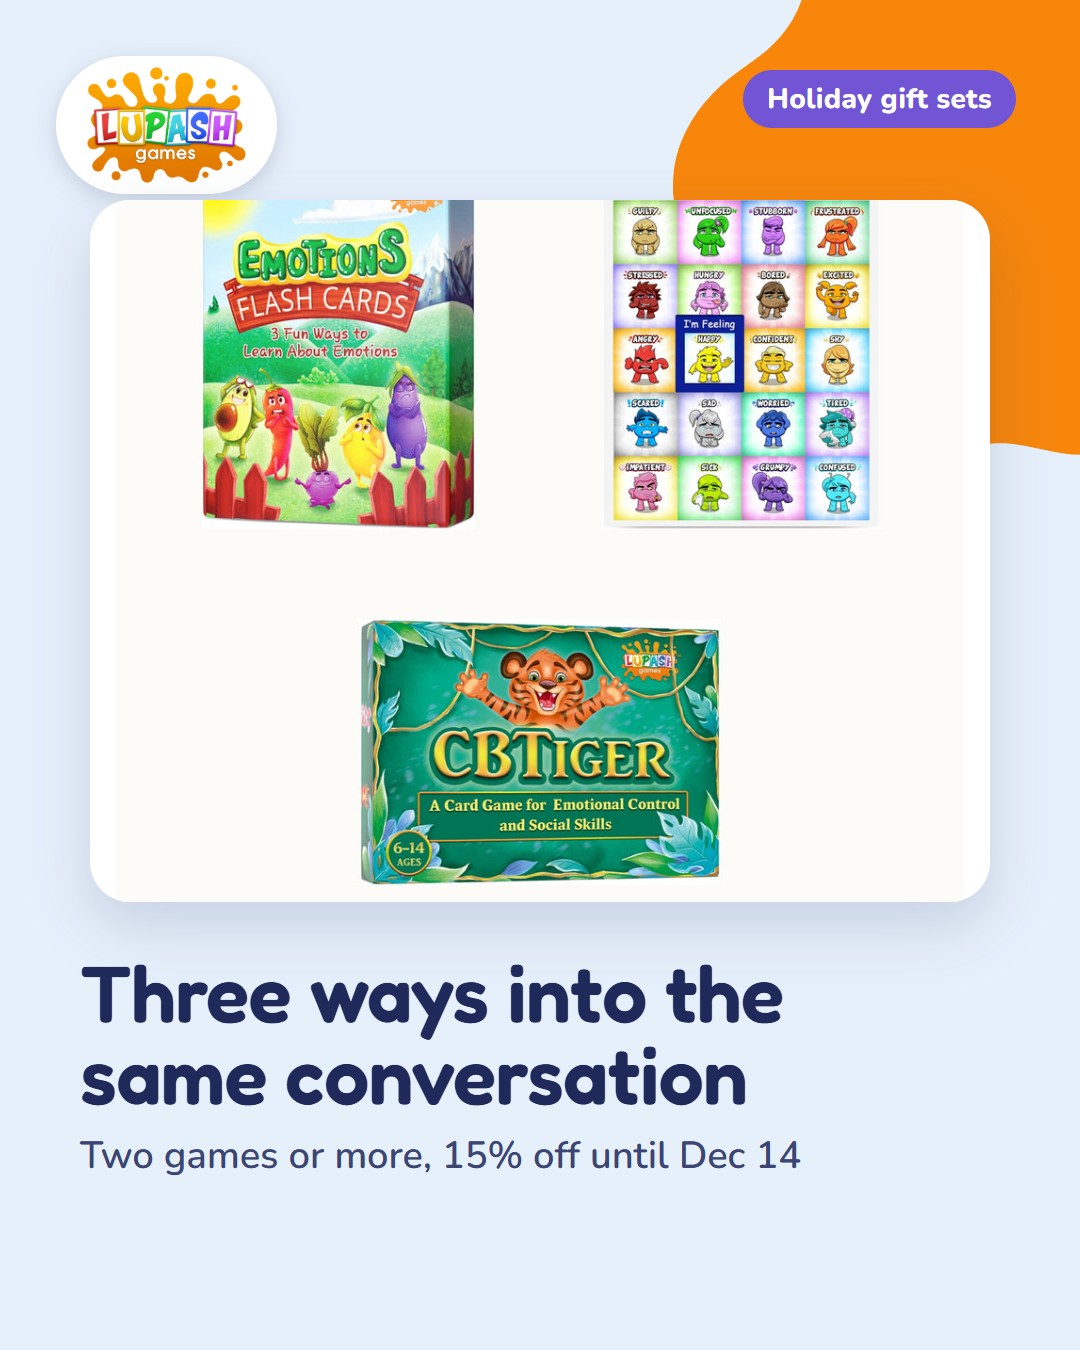 LUPASH
games
Holiday gift sets
games
EMOTIONS
FLASH CARDS
3 Fun Ways to
Learn About Emotions
GUILTY UNFOCUSED STUBBORN FRUSTRATED
STRESSED HUNGRY BORED EXCITED
I'm Feeling
ANGRY HAPPY CONFIDENT SHY
SCARED SAD WORRIED TIRED
IMPATIENT SICK GRUMPY CONFUSED
LUPASH
games
CBTIGER
A Card Game for Emotional Control
and Social Skills
6–14
AGES
Three ways into the
same conversation
Two games or more, 15% off until Dec 14